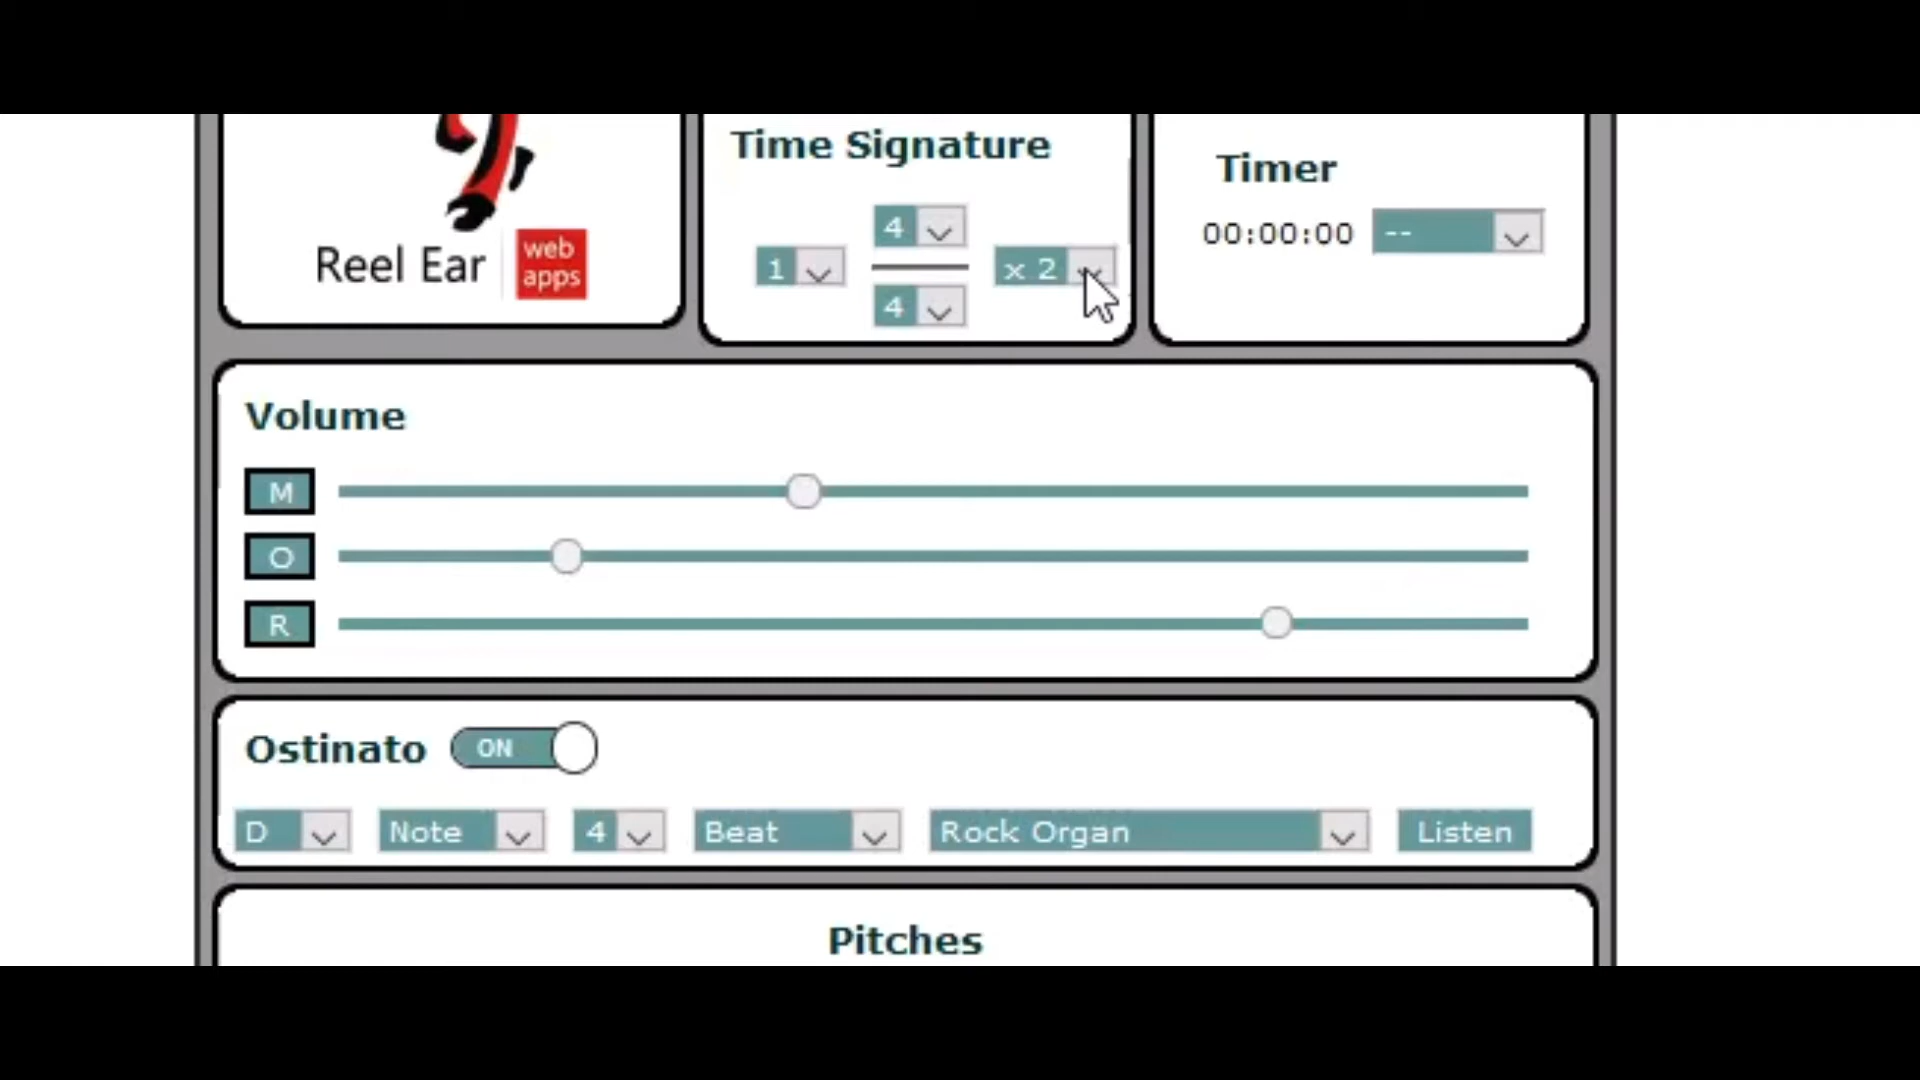 Reel Ear
web
apps
Time Signature
1
4
4
x 2
Timer
00:00:00
--
Volume
M
O
R
Ostinato
ON
D
Note
4
Beat
Rock Organ
Listen
Pitches